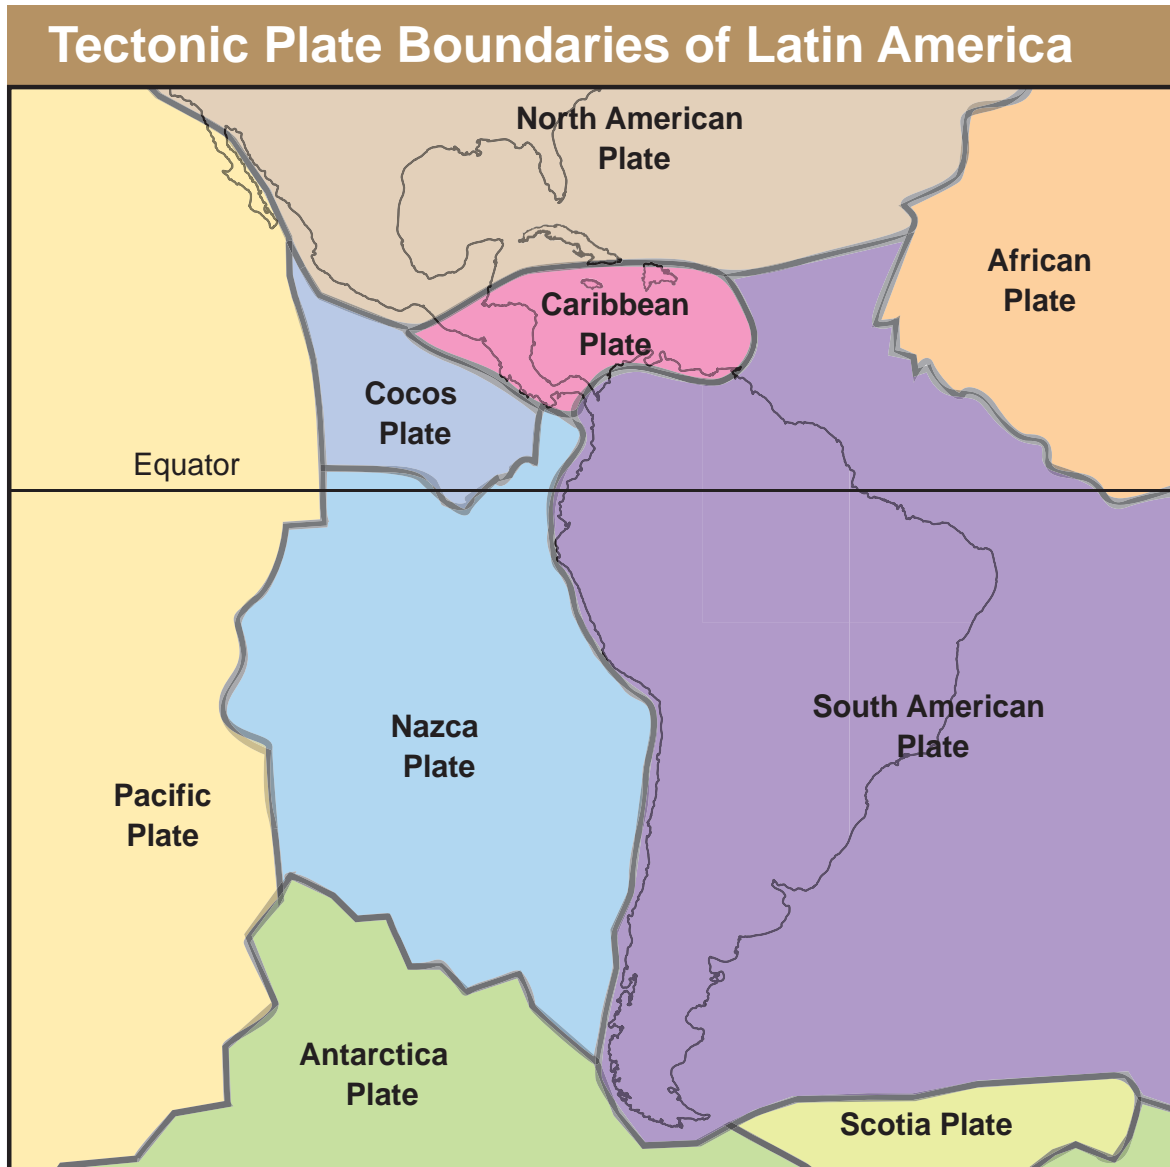 Tectonic Plate Boundaries of Latin America
North American
Plate
African
Plate
Caribbean
Plate
Cocos
Plate
Equator
South American
Plate
Nazca
Plate
Pacific
Plate
Antarctica
Plate
Scotia Plate